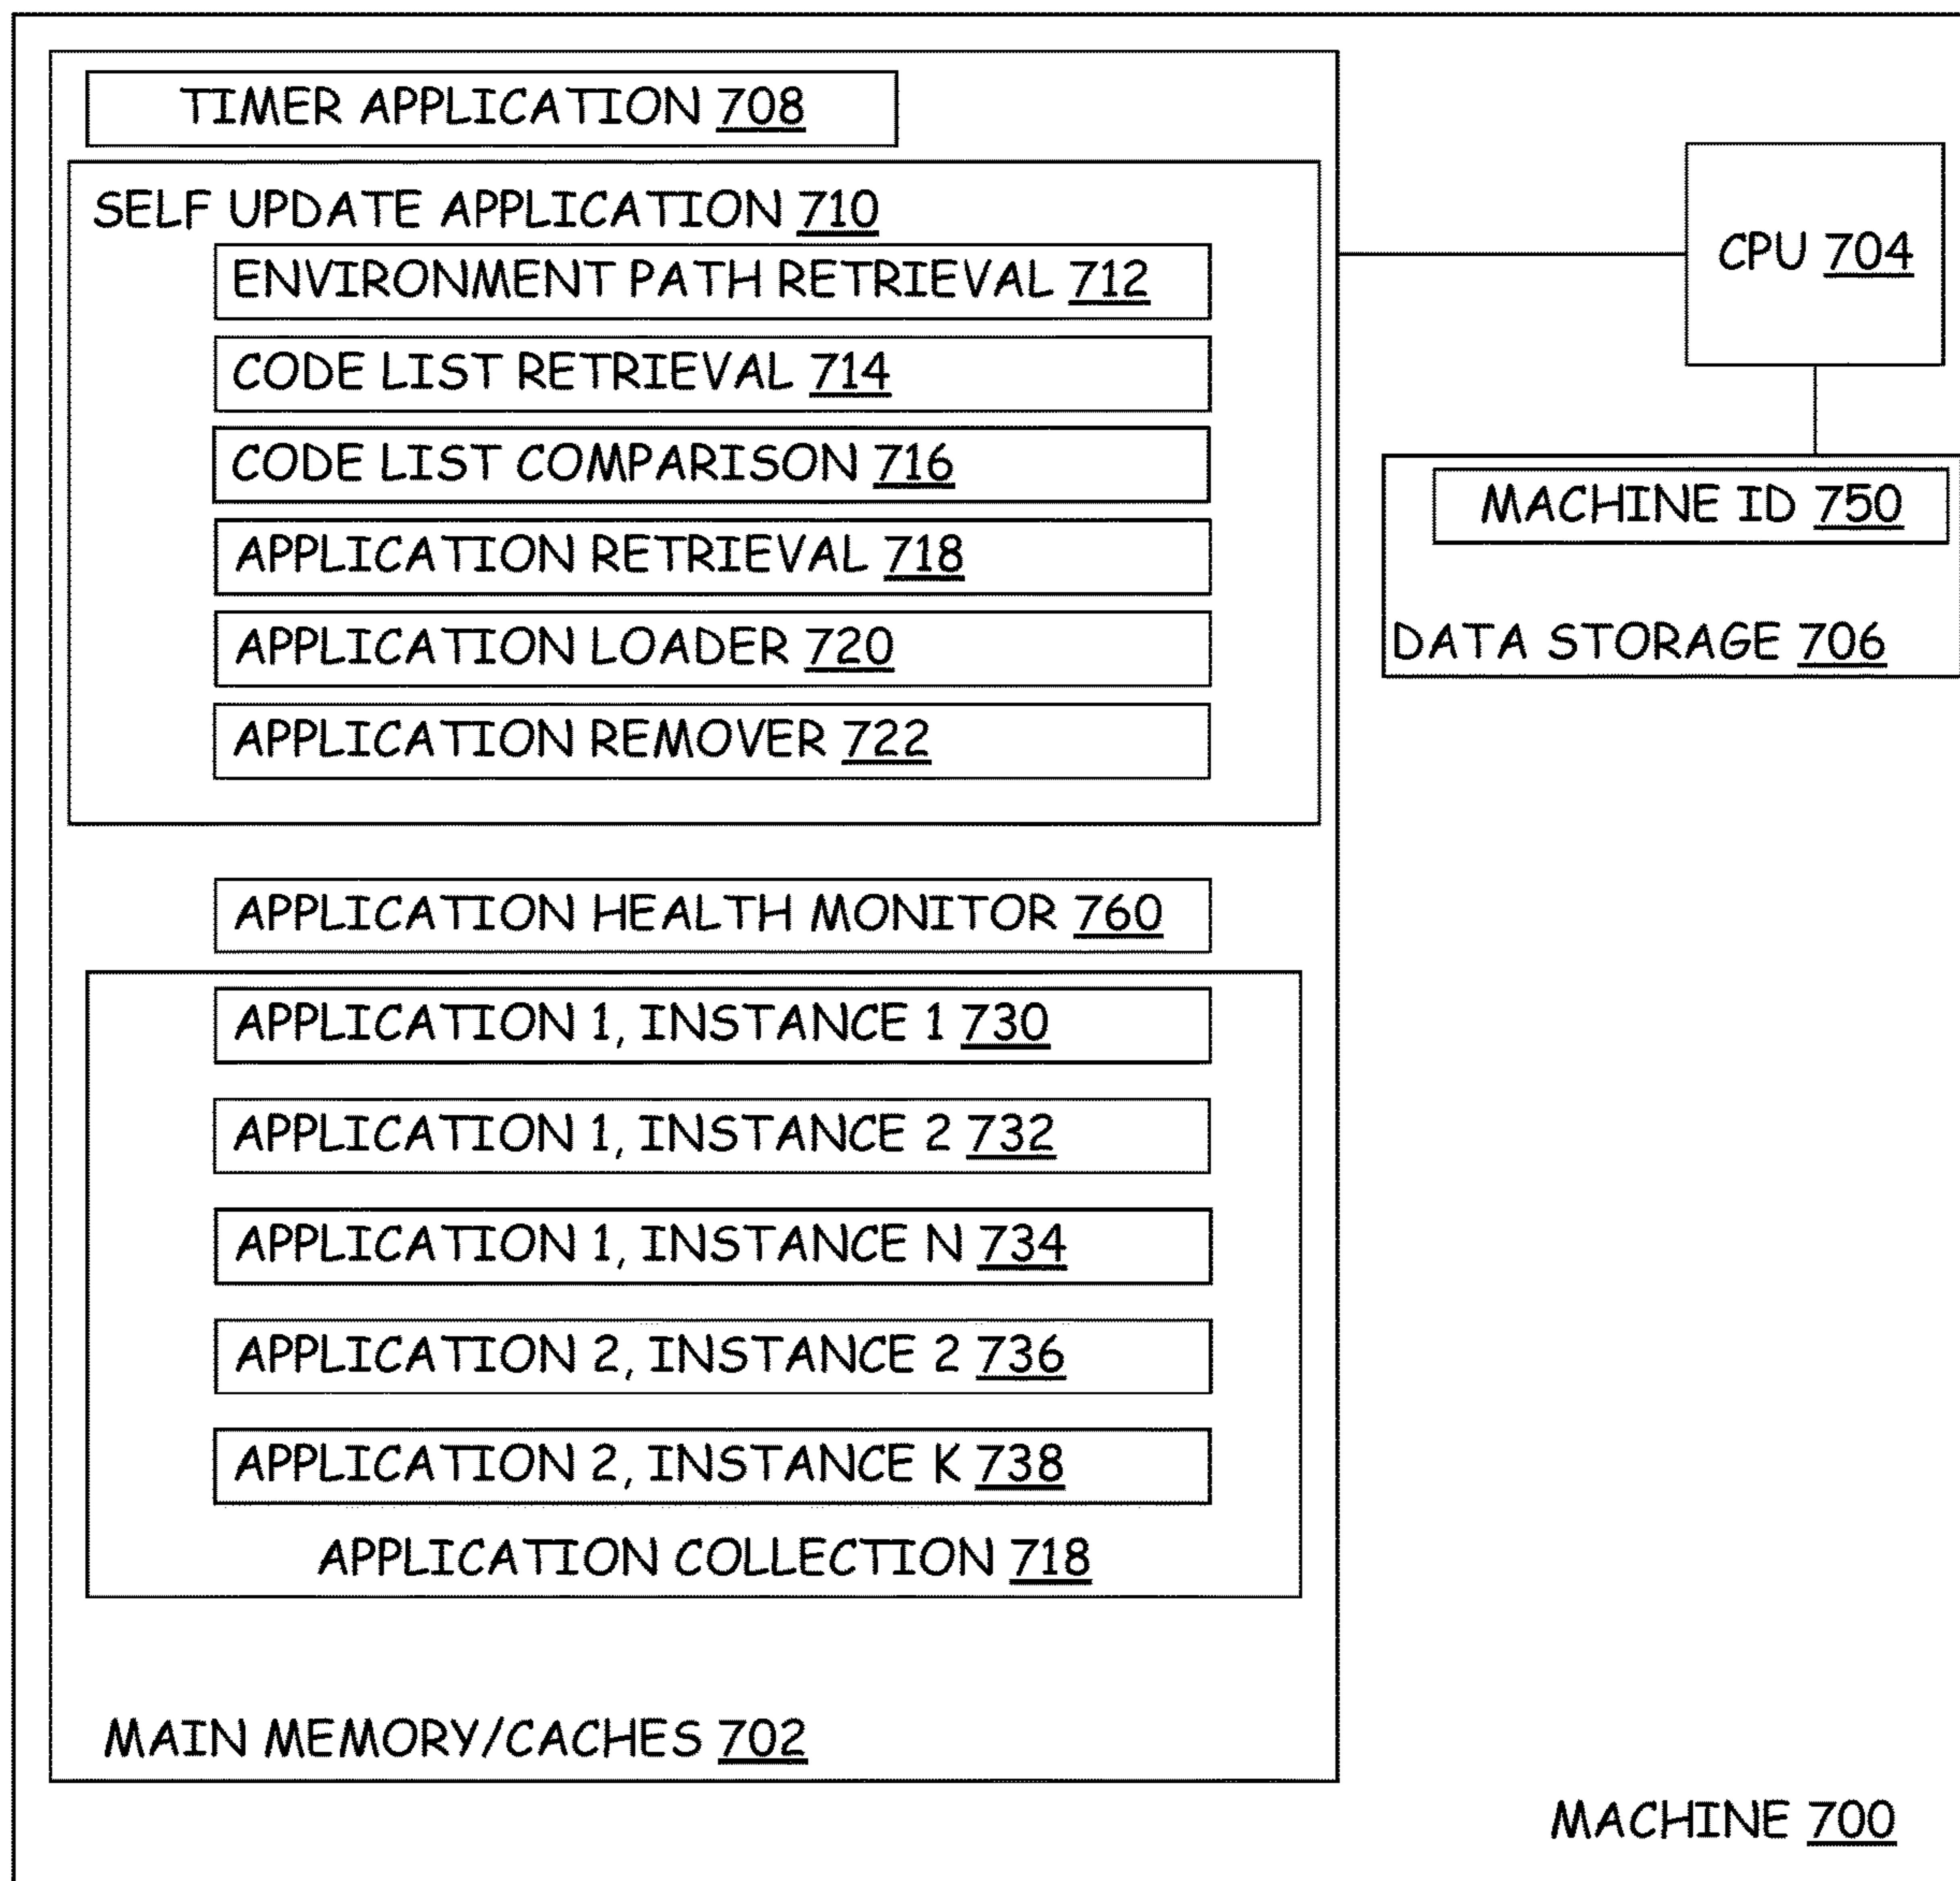 TIMER APPLICATION 708
SELF UPDATE APPLICATION 710
ENVIRONMENT PATH RETRIEVAL 712
CODE LIST RETRIEVAL 714
CODE LIST COMPARISON 716
APPLICATION RETRIEVAL 718
APPLICATION LOADER 720
APPLICATION REMOVER 722
APPLICATION HEALTH MONITOR 760
APPLICATION 1, INSTANCE 1 730
APPLICATION 1, INSTANCE 2 732
APPLICATION 1, INSTANCE N 734
APPLICATION 2, INSTANCE 2 736
APPLICATION 2, INSTANCE K 738
APPLICATION COLLECTION 718
MAIN MEMORY/CACHES 702
CPU 704
MACHINE ID 750
DATA STORAGE 706
MACHINE 700